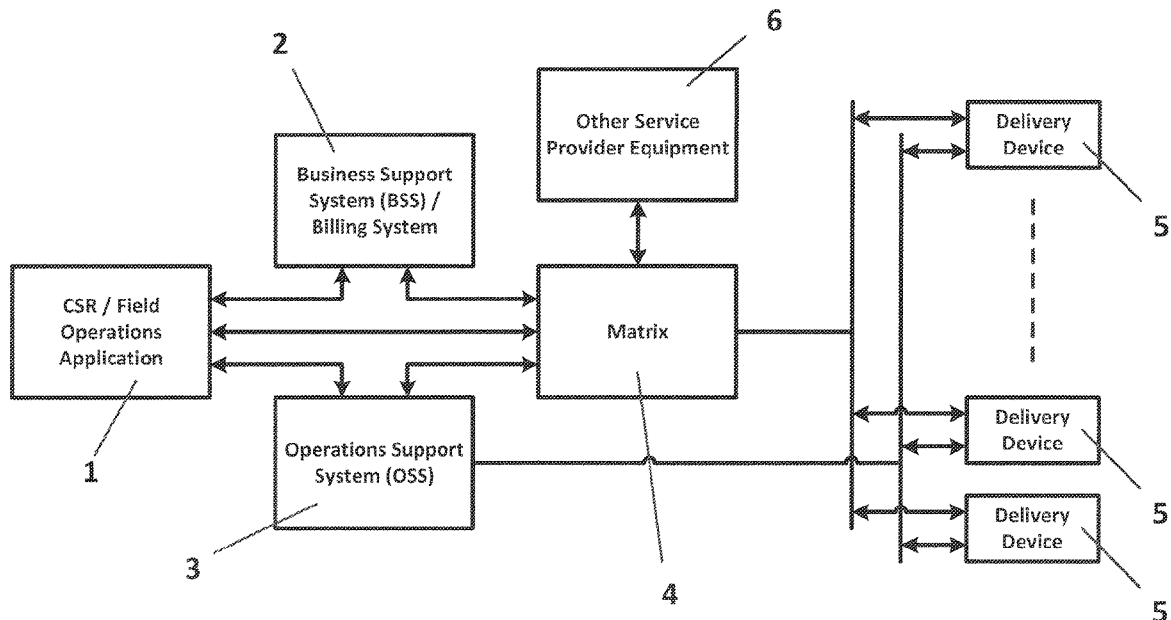 6
2
Other Service
Provider Equipment
Delivery
Device
5
Business Support
System (BSS) /
Billing System
CSR / Field
Operations
Application
1
Matrix
4
Operations Support
System (OSS)
3
Delivery
Device
5
Delivery
Device
5